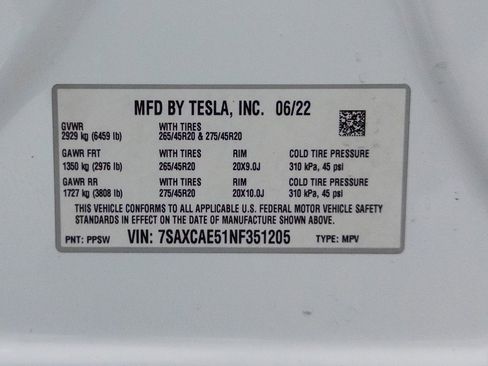 MFD BY TESLA, INC. 06/22
GVWR WITH TIRES
2929 kg (6459 lb) 265/45R20 & 275/45R20
GAWR FRT WITH TIRES RIM COLD TIRE PRESSURE
1350 kg (2976 lb) 265/45R20 20X9.0J 310 kPa, 45 psi
GAWR RR WITH TIRES RIM COLD TIRE PRESSURE
1727 kg (3808 lb) 275/45R20 20X10.0J 310 kPa, 45 psi
THIS VEHICLE CONFORMS TO ALL APPLICABLE U.S. FEDERAL MOTOR VEHICLE SAFETY
STANDARDS IN EFFECT ON THE DATE OF MANUFACTURE SHOWN ABOVE.
PNT: PPSW VIN: 7SAXCAE51NF351205 TYPE: MPV